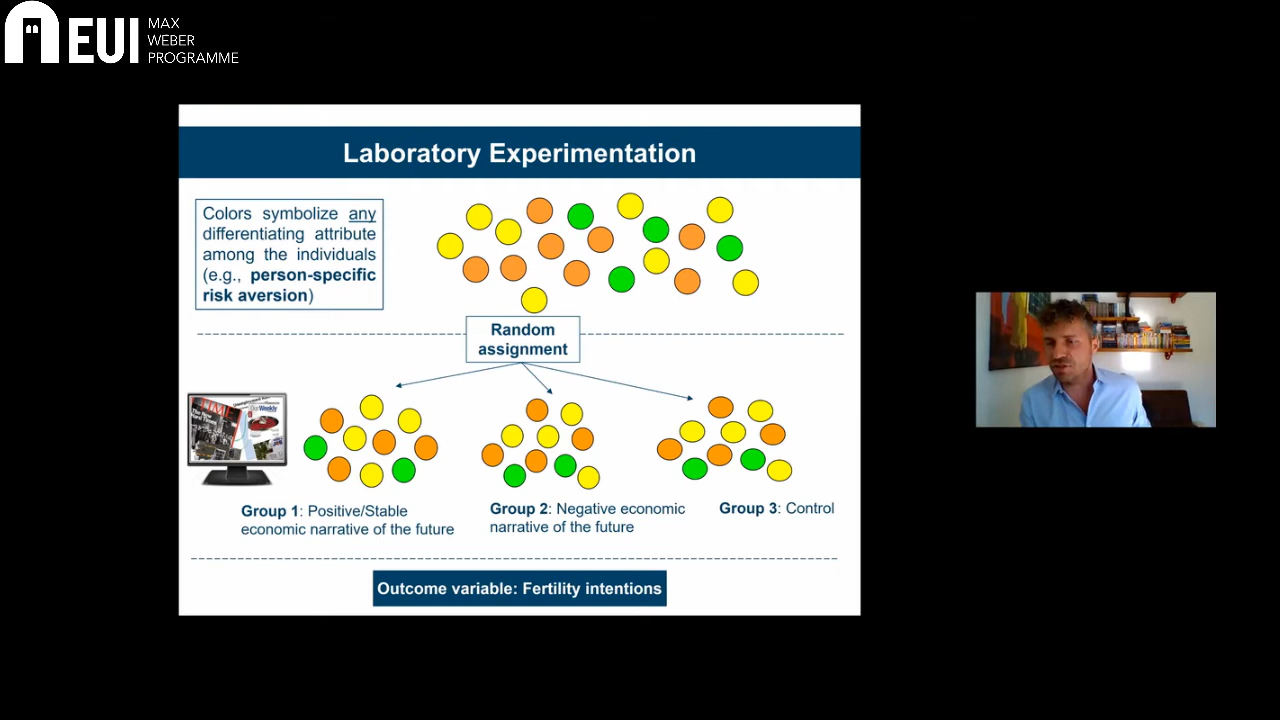 EUI
MAX
WEBER
PROGRAMME
Laboratory Experimentation
Colors symbolize any
differentiating attribute
among the individuals
(e.g., person-specific
risk aversion)
Random
assignment
TIME
Weekly
Group 1: Positive/Stable
economic narrative of the future
Group 2: Negative economic
narrative of the future
Group 3: Control
Outcome variable: Fertility intentions